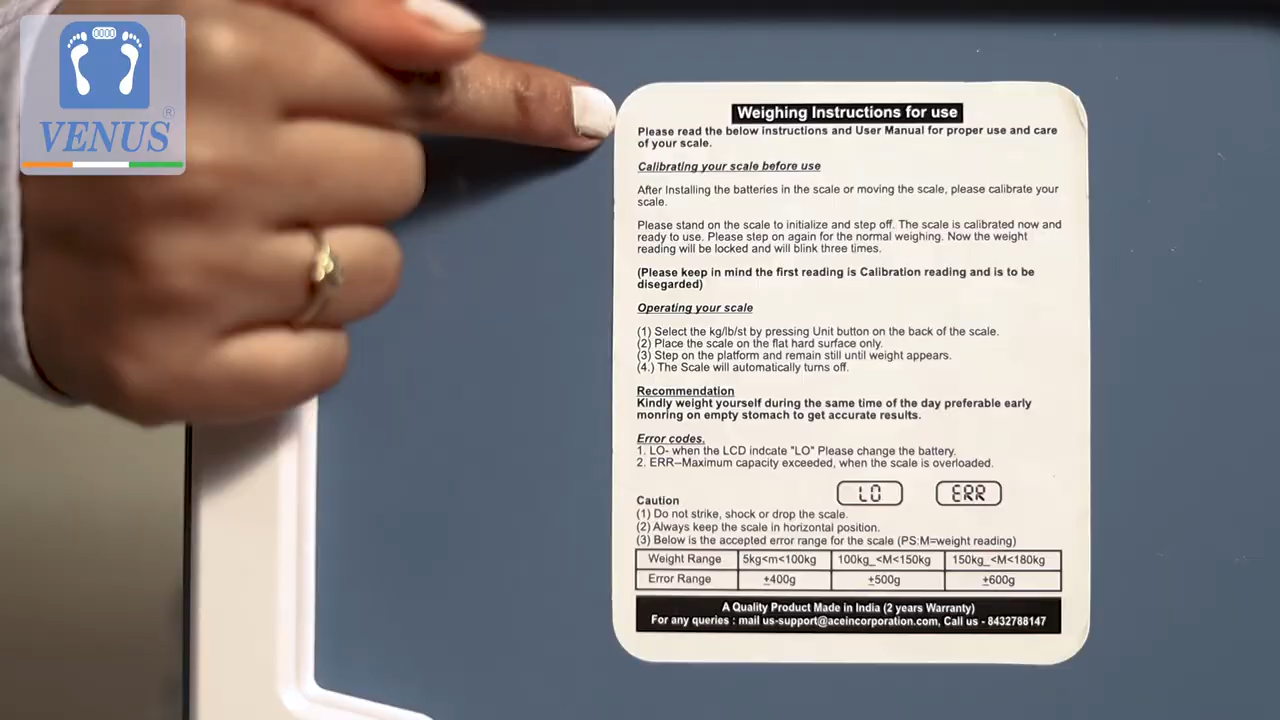 0000
VENUS®
Weighing Instructions for use
Please read the below instructions and User Manual for proper use and care
of your scale.
Calibrating your scale before use
After Installing the batteries in the scale or moving the scale, please calibrate your
scale.
Please stand on the scale to initialize and step off. The scale is calibrated now and
ready to use. Please step on again for the normal weighing. Now the weight
reading will be locked and will blink three times.
(Please keep in mind the first reading is Calibration reading and is to be
disegarded)
Operating your scale
(1) Select the kg/lb/st by pressing Unit button on the back of the scale.
(2) Place the scale on the flat hard surface only.
(3) Step on the platform and remain still until weight appears.
(4.) The Scale will automatically turns off.
Recommendation
Kindly weight yourself during the same time of the day preferable early
monring on empty stomach to get accurate results.
Error codes.
1. LO- when the LCD indcate "LO" Please change the battery.
2. ERR–Maximum capacity exceeded, when the scale is overloaded.
LO ERR
Caution
(1) Do not strike, shock or drop the scale.
(2) Always keep the scale in horizontal position.
(3) Below is the accepted error range for the scale (PS:M=weight reading)
Weight Range 5kg<m<100kg 100kg_<M<150kg 150kg_<M<180kg
Error Range ±400g ±500g ±600g
A Quality Product Made in India (2 years Warranty)
For any queries : mail us-support@aceincorporation.com, Call us - 8432788147